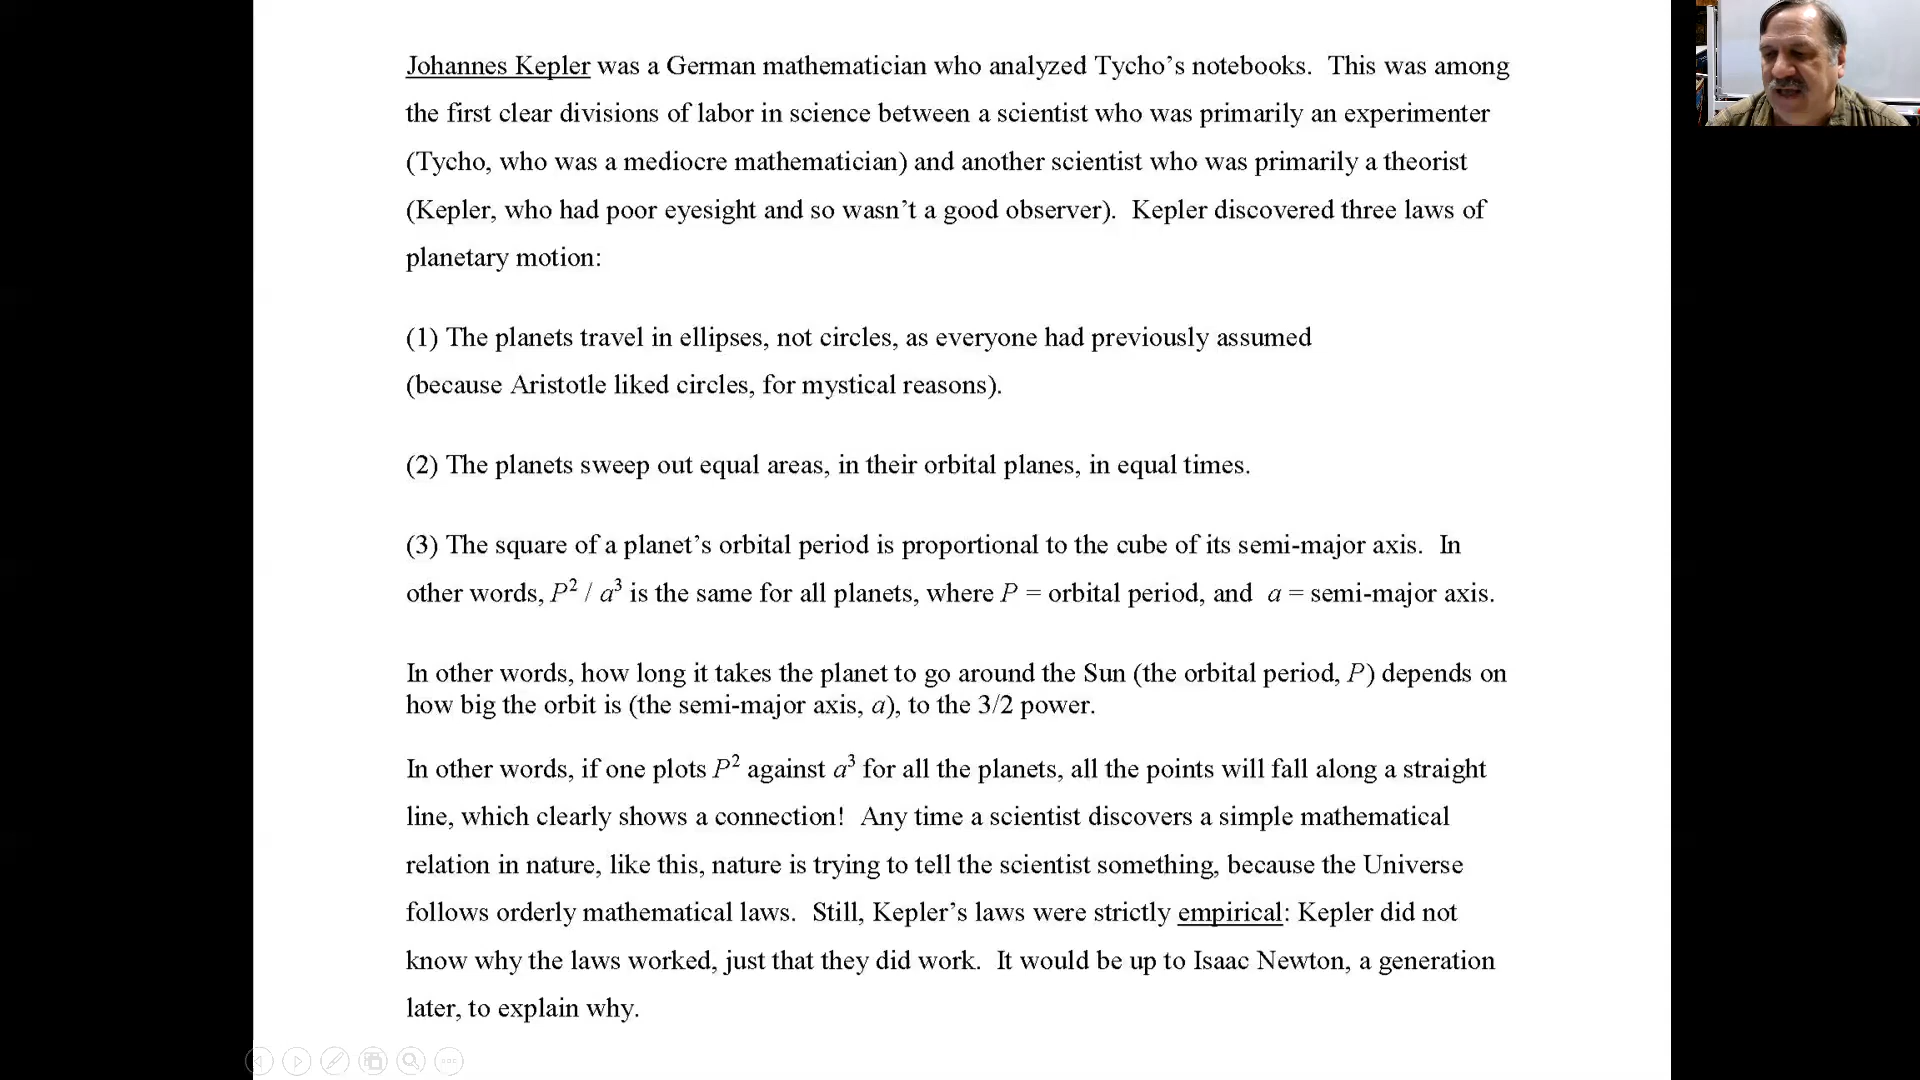 Johannes Kepler was a German mathematician who analyzed Tycho’s notebooks.  This was among
the first clear divisions of labor in science between a scientist who was primarily an experimenter
(Tycho, who was a mediocre mathematician) and another scientist who was primarily a theorist
(Kepler, who had poor eyesight and so wasn’t a good observer).  Kepler discovered three laws of
planetary motion:
(1) The planets travel in ellipses, not circles, as everyone had previously assumed
(because Aristotle liked circles, for mystical reasons).
(2) The planets sweep out equal areas, in their orbital planes, in equal times.
(3) The square of a planet’s orbital period is proportional to the cube of its semi-major axis.  In
other words, P² / a³ is the same for all planets, where P = orbital period, and  a = semi-major axis.
In other words, how long it takes the planet to go around the Sun (the orbital period, P) depends on
how big the orbit is (the semi-major axis, a), to the 3/2 power.
In other words, if one plots P² against a³ for all the planets, all the points will fall along a straight
line, which clearly shows a connection!  Any time a scientist discovers a simple mathematical
relation in nature, like this, nature is trying to tell the scientist something, because the Universe
follows orderly mathematical laws.  Still, Kepler’s laws were strictly empirical: Kepler did not
know why the laws worked, just that they did work.  It would be up to Isaac Newton, a generation
later, to explain why.